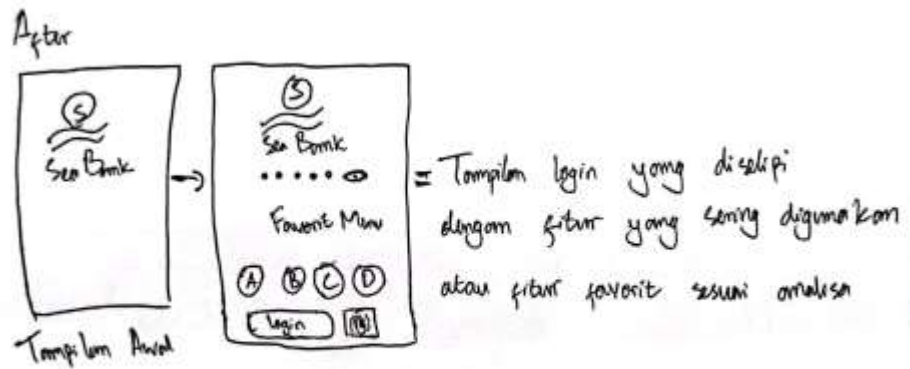 After
S
Sea Bank
Tampilan Awal
S
Sea Bank
Favorit Menu
A B C D
Login
= Tampilan login yang diselipi
dengan fitur yang sering digunakan
atau fitur favorit sesuai analisa